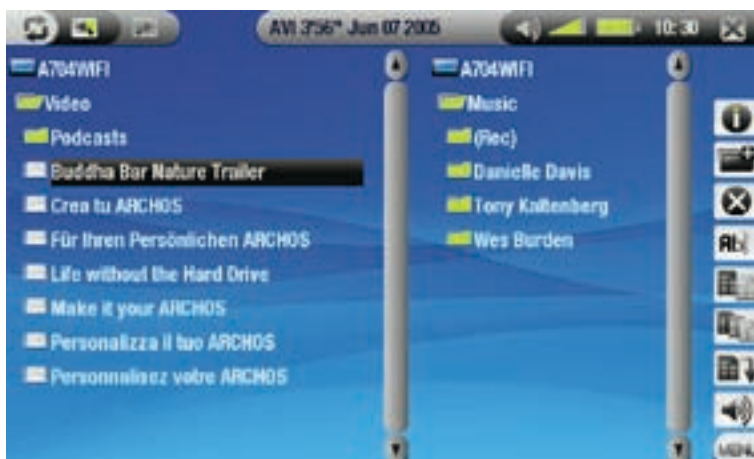 AVI 3'56" Jun 07 2005
10:30
A704WIFI
Video
Podcasts
Buddha Bar Nature Trailer
Crea tu ARCHOS
Für Ihren Persönlichen ARCHOS
Life without the Hard Drive
Make it your ARCHOS
Personalizza il tuo ARCHOS
Personnalisez votre ARCHOS
A704WIFI
Music
(Rec)
Danielle Davis
Tony Kaltenberg
Wes Burden
Ab
MENU